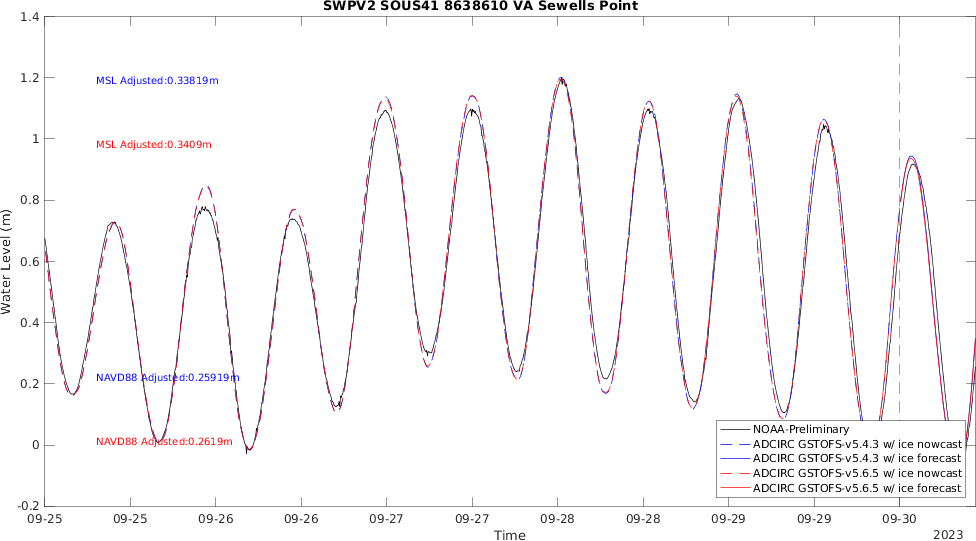 SWPV2 SOUS41 8638610 VA Sewells Point
1.4
1.2
1
0.8
0.6
0.4
0.2
0
-0.2
Water Level (m)
MSL Adjusted:0.33819m
MSL Adjusted:0.3409m
NAVD88 Adjusted:0.25919m
NAVD88 Adjusted:0.2619m
NOAA-Preliminary
ADCIRC GSTOFS-v5.4.3 w/ ice nowcast
ADCIRC GSTOFS-v5.4.3 w/ ice forecast
ADCIRC GSTOFS-v5.6.5 w/ ice nowcast
ADCIRC GSTOFS-v5.6.5 w/ ice forecast
09-25 09-25 09-26 09-26 09-27 09-27 09-28 09-28 09-29 09-29 09-30
Time
2023